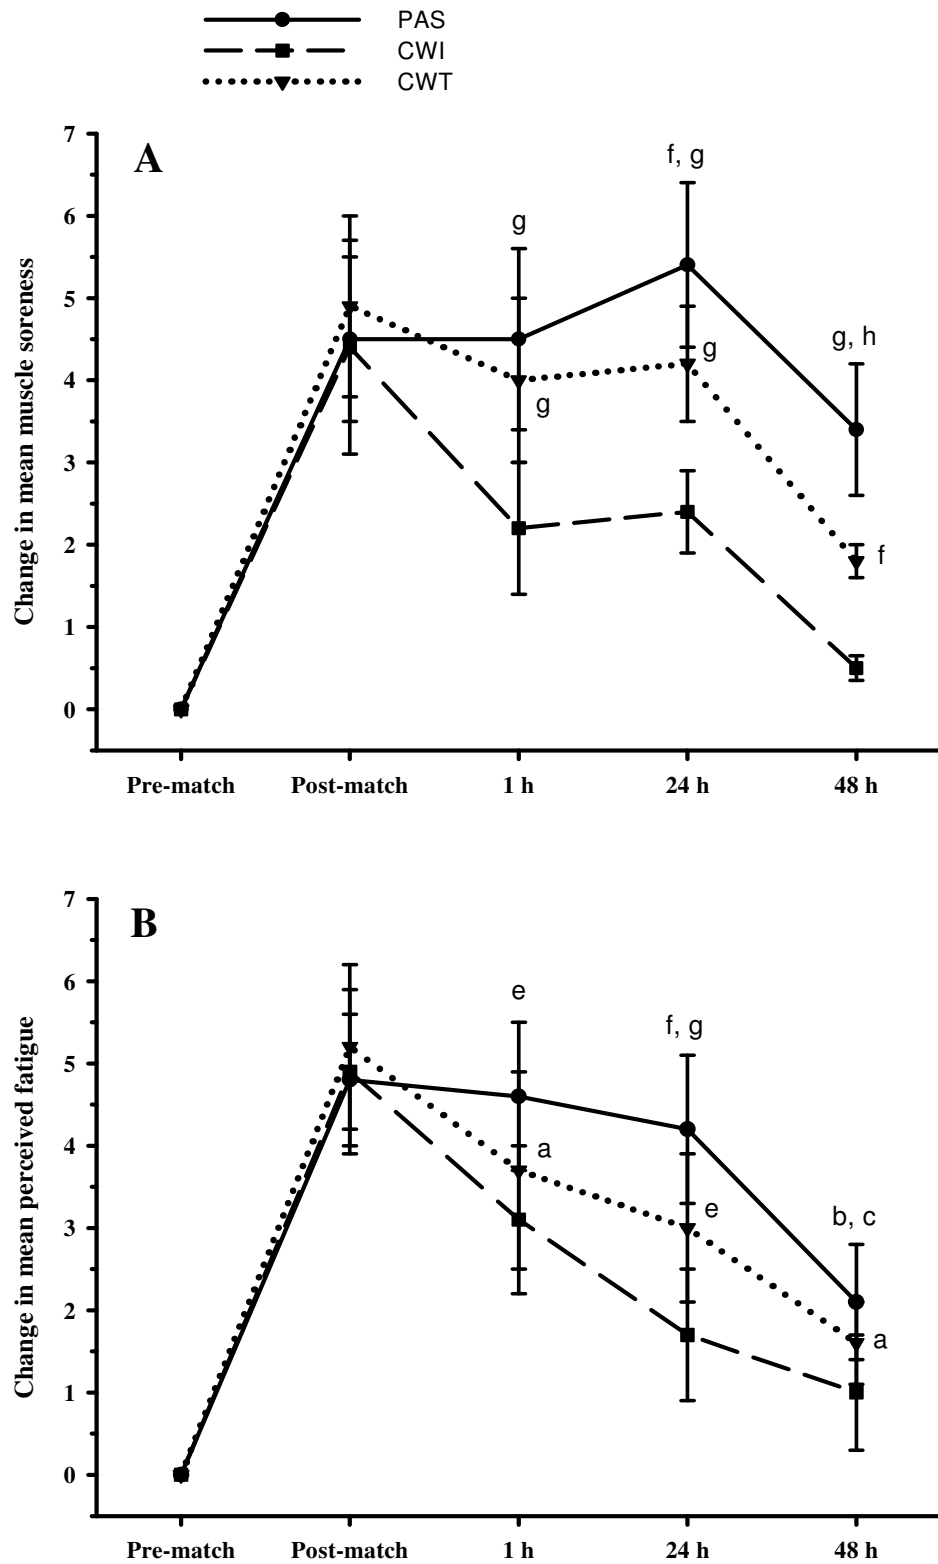 PAS
CWI
CWT
A
Change in mean muscle soreness
7
6
5
4
3
2
1
0
g
f, g
g, h
g
g
f
Pre-match Post-match 1 h 24 h 48 h
B
Change in mean perceived fatigue
7
6
5
4
3
2
1
0
e
f, g
a
e
b, c
a
Pre-match Post-match 1 h 24 h 48 h